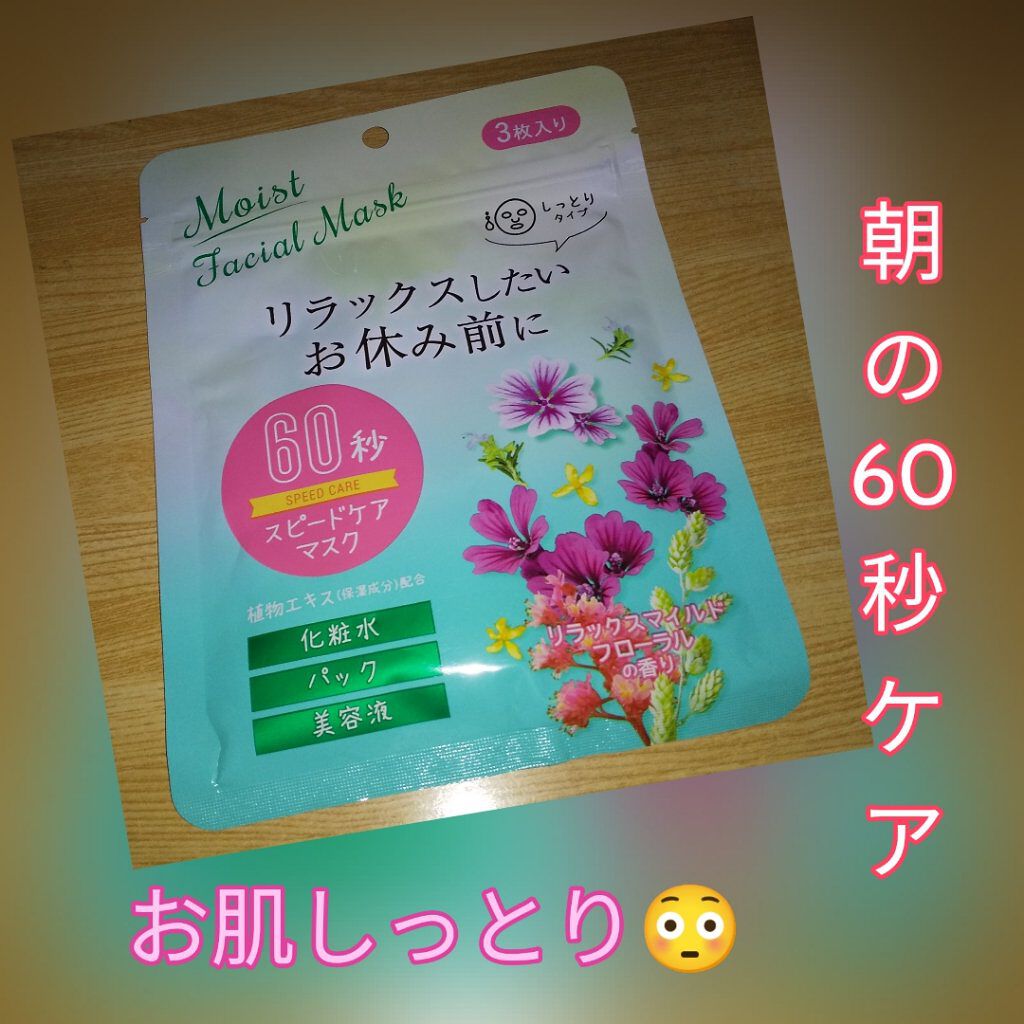 3枚入り
Moist
Facial Mask
しっとり
タイプ
リラックスしたい
お休み前に
60秒
SPEED CARE
スピードケア
マスク
植物エキス(保湿成分)配合
化粧水
パック
美容液
リラックスマイルド
フローラル
の香り
朝の60秒ケア
お肌しっとり😳